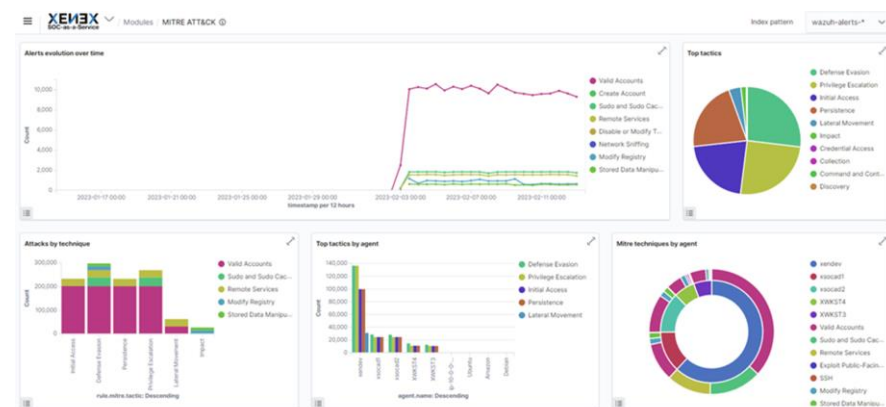 XENEX
SOC-as-a-Service
Modules MITRE ATT&CK
Index pattern
wazuh-alerts-*
Alerts evolution over time
Count
10,000
8,000
6,000
4,000
2,000
0
2023-01-17 00:00
2023-01-21 00:00
2023-01-25 00:00
2023-01-29 00:00
2023-02-03 00:00
2023-02-07 00:00
2023-02-11 00:00
timestamp per 12 hours
Valid Accounts
Create Account
Sudo and Sudo Cac...
Remote Services
Disable or Modify T...
Network Sniffing
Modify Registry
Stored Data Manipu...
Top tactics
Defense Evasion
Privilege Escalation
Initial Access
Persistence
Lateral Movement
Impact
Credential Access
Collection
Command and Cont...
Discovery
Attacks by technique
Count
300,000
200,000
100,000
0
Initial Access
Defense Evasion
Persistence
Privilege Escalation
Lateral Movement
Impact
rule.mitre.tactic: Descending
Valid Accounts
Sudo and Sudo Cac...
Remote Services
Modify Registry
Stored Data Manipu...
Top tactics by agent
Count
140,000
120,000
100,000
80,000
60,000
40,000
20,000
0
xendev
xsocad1
xsocad2
XWKST4
XWKST3
ip-10-0-0-...
Ubuntu
Amazon
Debian
agent.name: Descending
Defense Evasion
Privilege Escalation
Initial Access
Persistence
Lateral Movement
Mitre techniques by agent
xendev
xsocad1
xsocad2
XWKST4
XWKST3
Valid Accounts
Sudo and Sudo Cac...
Remote Services
Exploit Public-Facin...
SSH
Modify Registry
Stored Data Manipu...